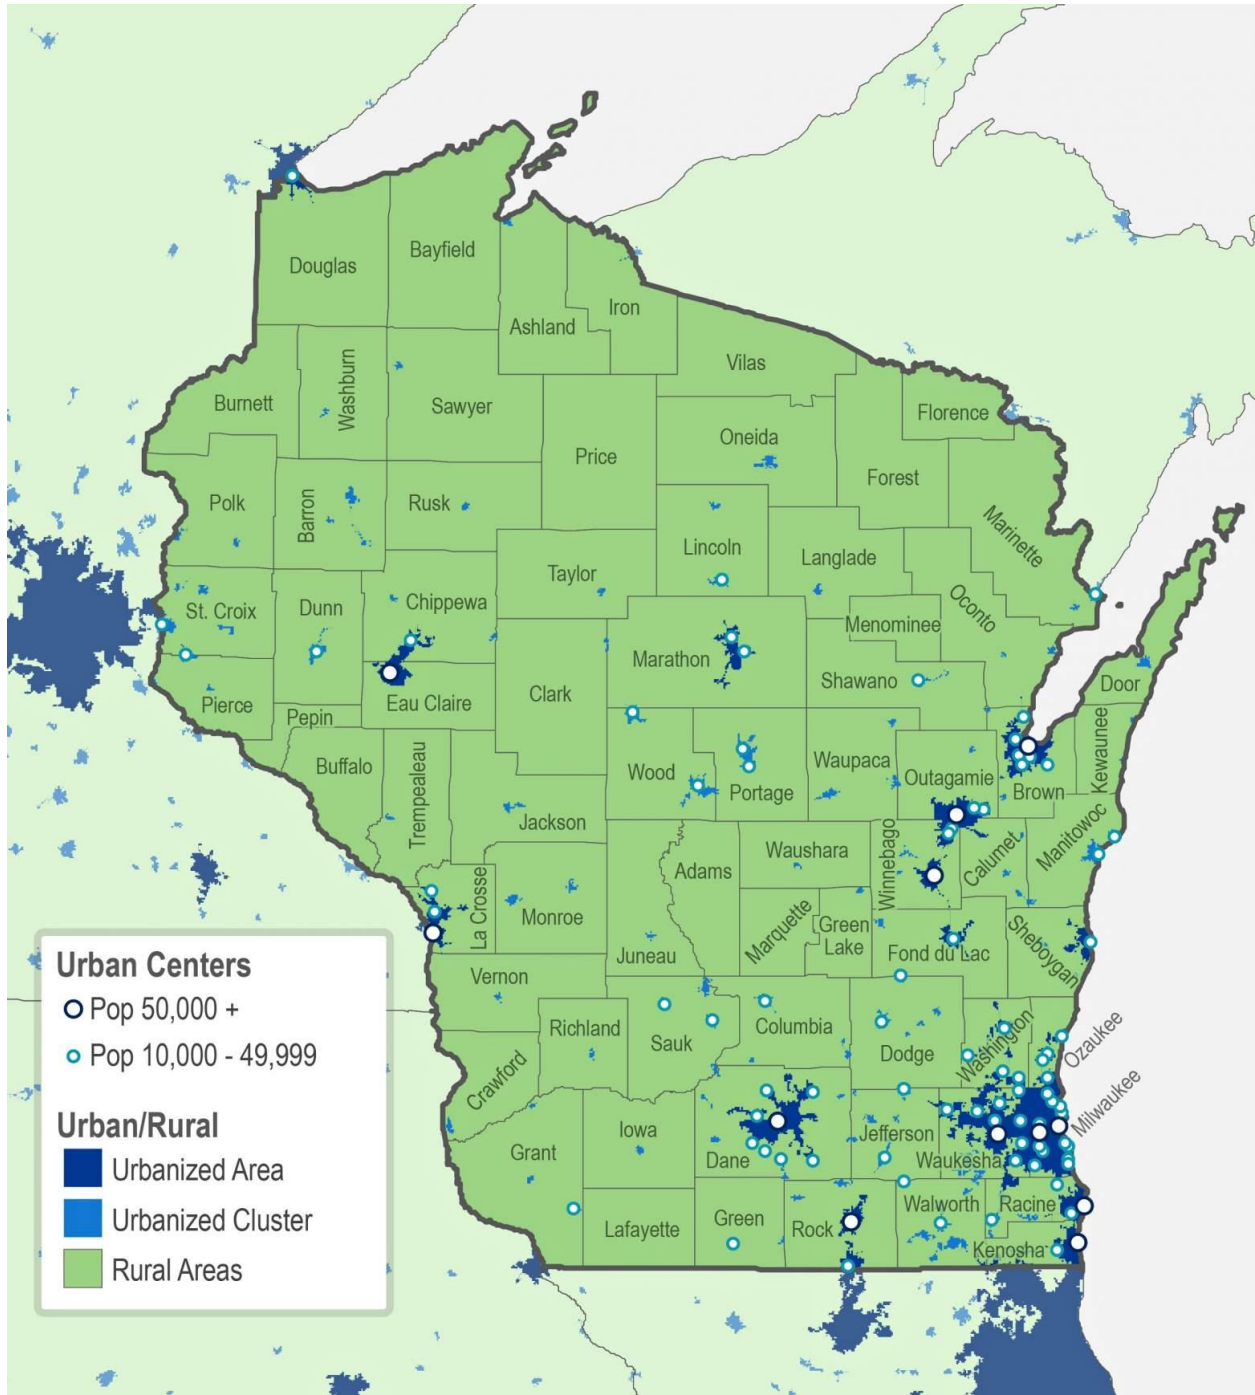 Douglas
Bayfield
Ashland
Iron
Vilas
Burnett
Washburn
Sawyer
Florence
Oneida
Price
Forest
Polk
Barron
Rusk
Marinette
Lincoln
Langlade
Taylor
St. Croix
Dunn
Chippewa
Oconto
Menominee
Marathon
Shawano
Door
Pierce
Clark
Eau Claire
Pepin
Kewaunee
Buffalo
Trempealeau
Wood
Waupaca
Outagamie
Portage
Brown
Jackson
Manitowoc
Winnebago
Calumet
Waushara
Adams
La Crosse
Monroe
Marquette
Green
Lake
Sheboygan
Juneau
Fond du Lac
Vernon
Richland
Sauk
Columbia
Dodge
Washington
Ozaukee
Crawford
Milwaukee
Iowa
Jefferson
Grant
Dane
Waukesha
Lafayette
Green
Rock
Walworth
Racine
Kenosha
Urban Centers
Pop 50,000 +
Pop 10,000 - 49,999
Urban/Rural
Urbanized Area
Urbanized Cluster
Rural Areas